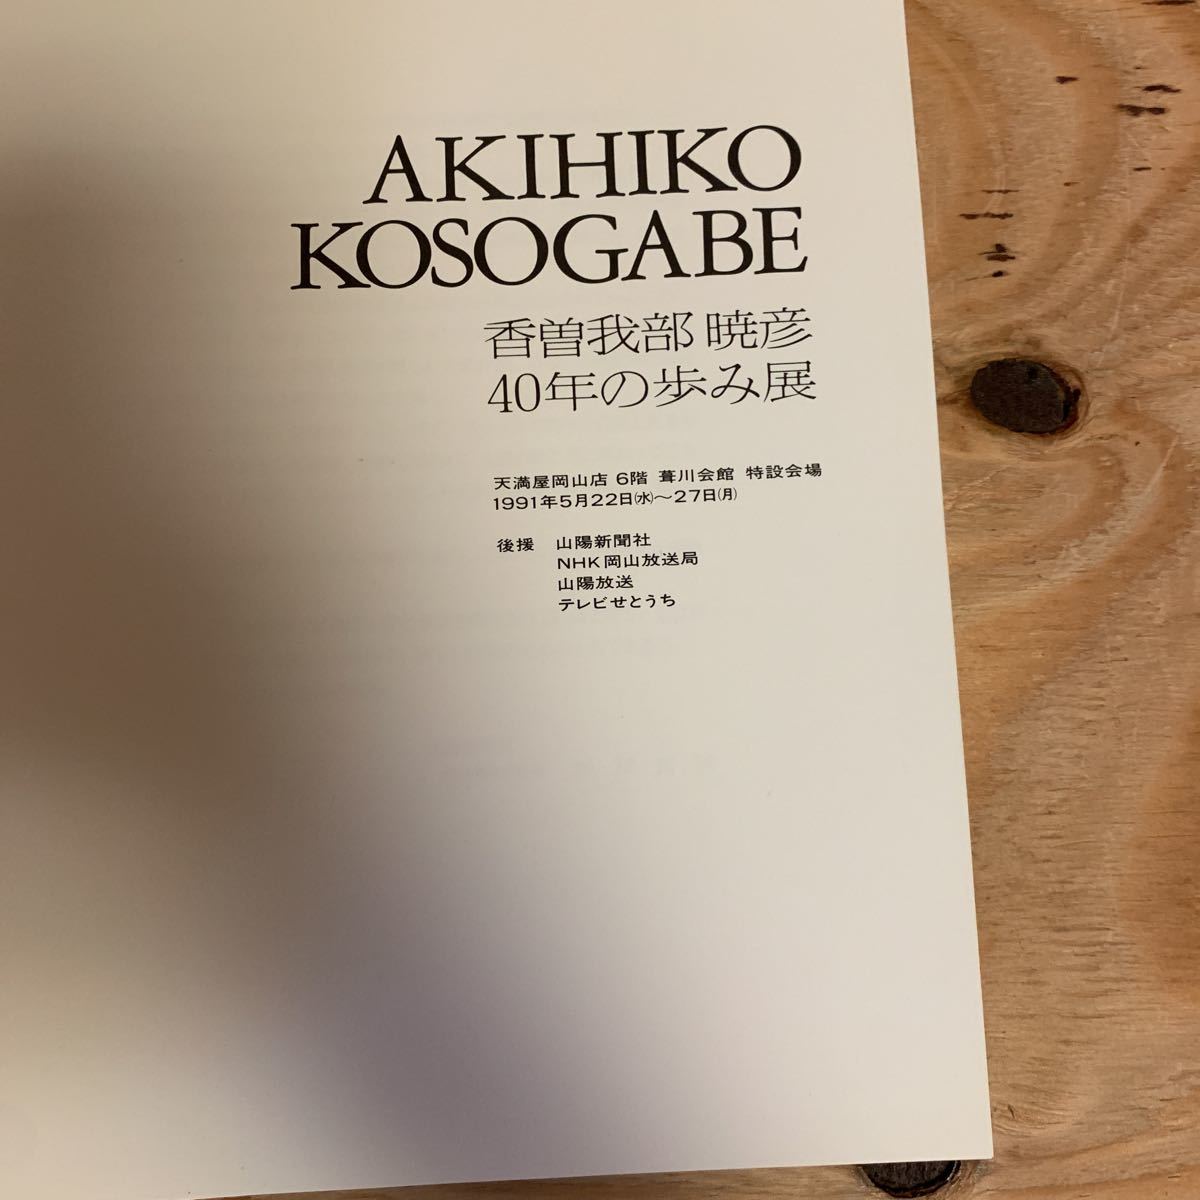 AKIHIKO
KOSOGABE
香曽我部 暁彦
40年の歩み展
天満屋岡山店 6階 葺川会館 特設会場
1991年5月22日(水)〜27日(月)
後援 山陽新聞社
NHK岡山放送局
山陽放送
テレビせとうち